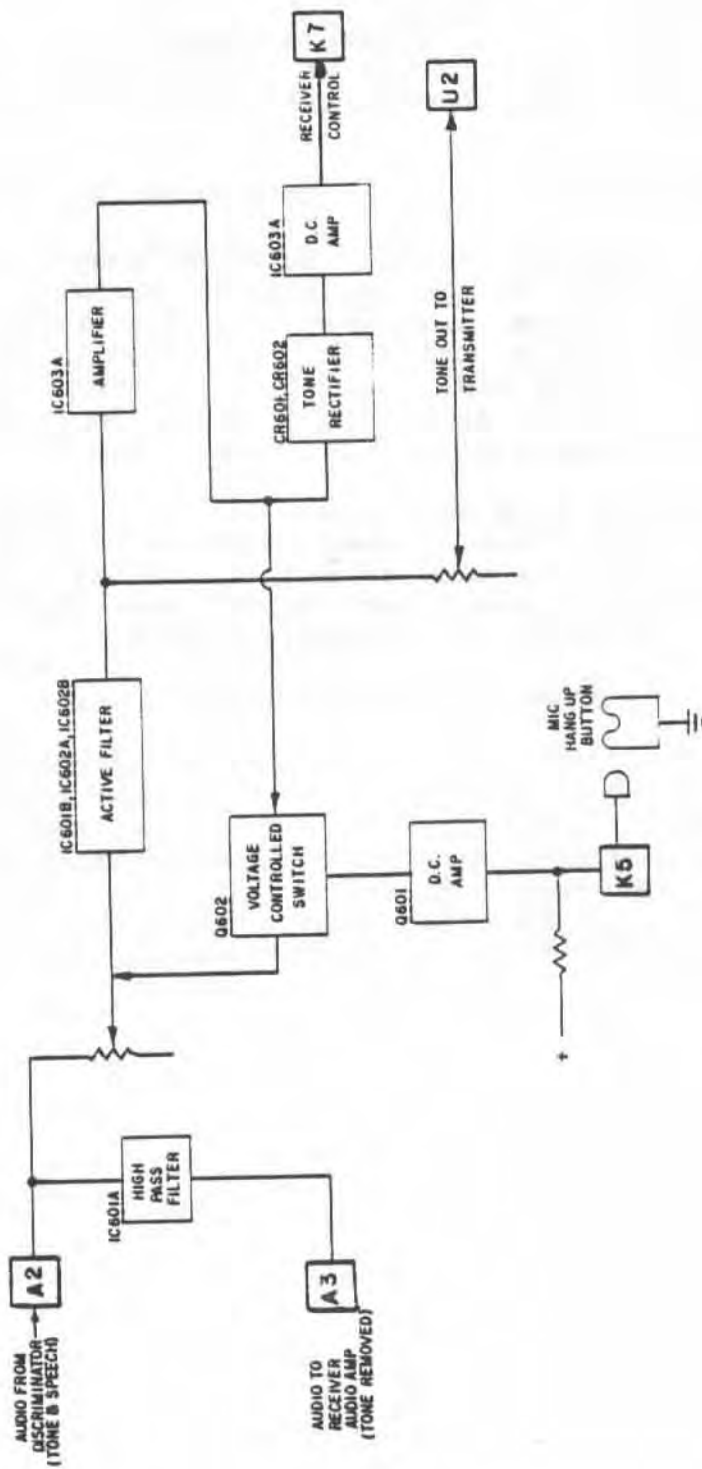 AUDIO FROM
DISCRIMINATOR
(TONE & SPEECH)
A2
IC601A
HIGH
PASS
FILTER
AUDIO TO
RECEIVER
AUDIO AMP
(TONE REMOVED)
A3
IC601B, IC602A, IC602B
ACTIVE FILTER
Q602
VOLTAGE
CONTROLLED
SWITCH
Q601
D.C.
AMP
+
K5
MIC
HANG UP
BUTTON
IC603A
AMPLIFIER
CR601, CR602
TONE
RECTIFIER
IC603A
D.C.
AMP
RECEIVER
CONTROL
K7
TONE OUT TO
TRANSMITTER
U2